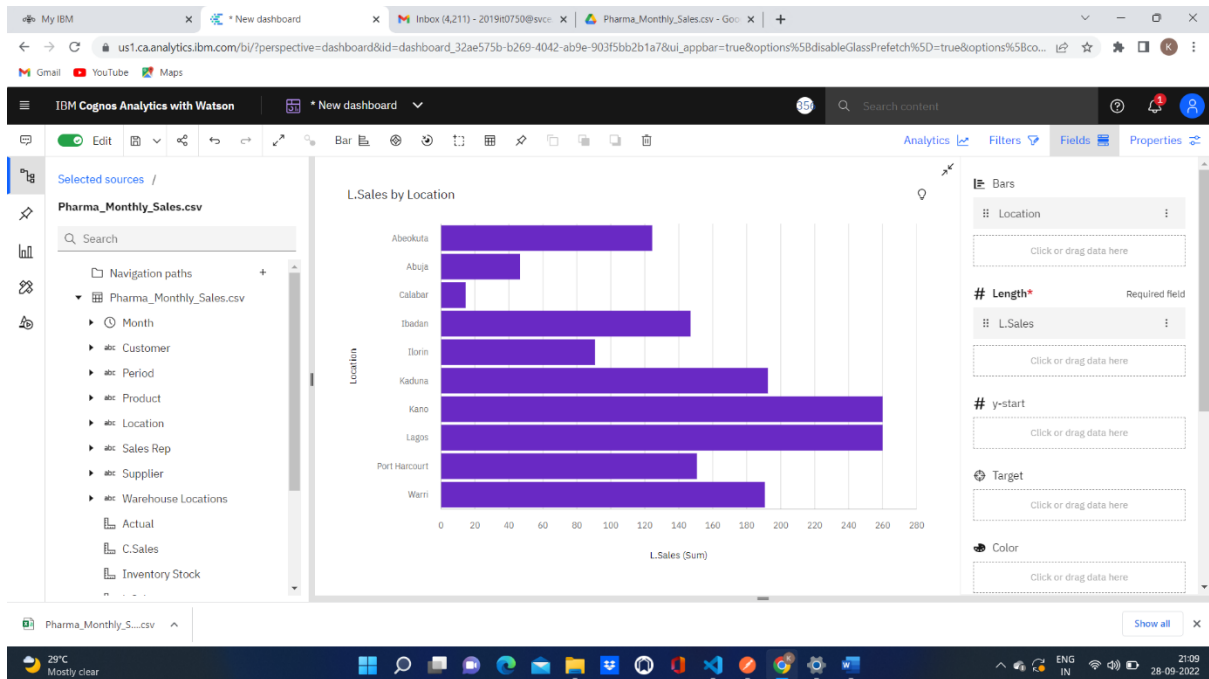 My IBM
* New dashboard
Inbox (4,211) - 2019it0750@svce.
Pharma_Monthly_Sales.csv - Goo
us1.ca.analytics.ibm.com/bi/?perspective=dashboard&id=dashboard_32ae575b-b269-4042-ab9e-903f5bb2b1a7&ui_appbar=true&options%5BdisableGlassPrefetch%5D=true&options%5Bco...
K
Gmail
YouTube
Maps
IBM Cognos Analytics with Watson
* New dashboard
Search content
1
Edit
Bar
Analytics
Filters
Fields
Properties
Selected sources /
Pharma_Monthly_Sales.csv
Search
Navigation paths
Pharma_Monthly_Sales.csv
Month
abc Customer
abc Period
abc Product
abc Location
abc Sales Rep
abc Supplier
abc Warehouse Locations
Actual
C.Sales
Inventory Stock
L.Sales by Location
Location
Abeokuta
Abuja
Calabar
Ibadan
Ilorin
Kaduna
Kano
Lagos
Port Harcourt
Warri
0 20 40 60 80 100 120 140 160 180 200 220 240 260 280
L.Sales (Sum)
Bars
Location
Click or drag data here
# Length* Required field
L.Sales
Click or drag data here
# y-start
Click or drag data here
Target
Click or drag data here
Color
Click or drag data here
Pharma_Monthly_S....csv
Show all
29°C
Mostly clear
ENG
IN
21:09
28-09-2022